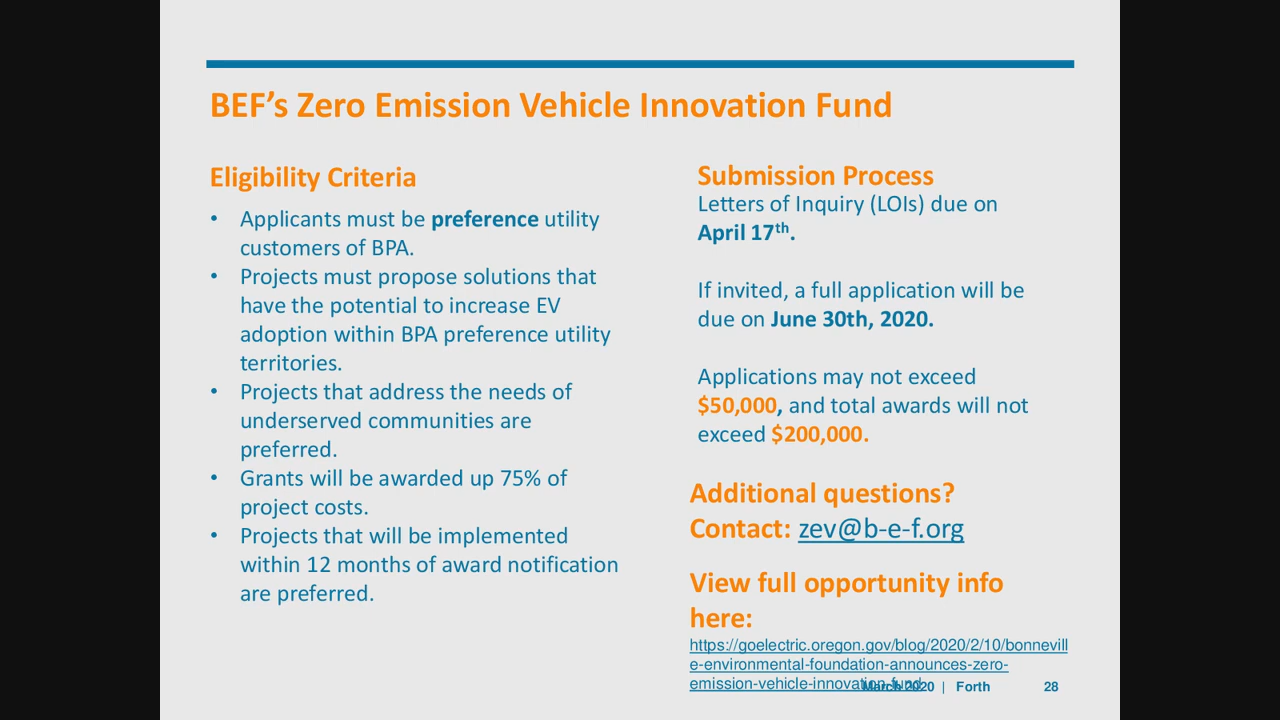 BEF’s Zero Emission Vehicle Innovation Fund
Eligibility Criteria
• Applicants must be preference utility
customers of BPA.
• Projects must propose solutions that
have the potential to increase EV
adoption within BPA preference utility
territories.
• Projects that address the needs of
underserved communities are
preferred.
• Grants will be awarded up 75% of
project costs.
• Projects that will be implemented
within 12 months of award notification
are preferred.
Submission Process
Letters of Inquiry (LOIs) due on
April 17th.
If invited, a full application will be
due on June 30th, 2020.
Applications may not exceed
$50,000, and total awards will not
exceed $200,000.
Additional questions?
Contact: zev@b-e-f.org
View full opportunity info
here:
https://goelectric.oregon.gov/blog/2020/2/10/bonnevill
e-environmental-foundation-announces-zero-
emission-vehicle-innovation-fund
March 2020 | Forth 28